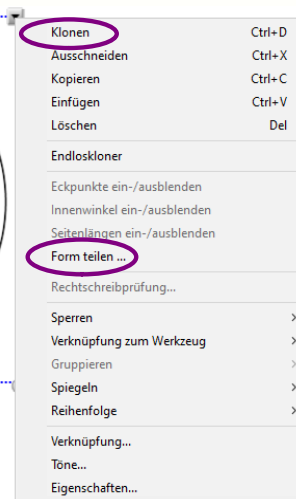 Klonen Ctrl+D
Ausschneiden Ctrl+X
Kopieren Ctrl+C
Einfügen Ctrl+V
Löschen Del
Endloskloner
Eckpunkte ein-/ausblenden
Innenwinkel ein-/ausblenden
Seitenlängen ein-/ausblenden
Form teilen ...
Rechtschreibprüfung...
Sperren
Verknüpfung zum Werkzeug
Gruppieren
Spiegeln
Reihenfolge
Verknüpfung...
Töne...
Eigenschaften...